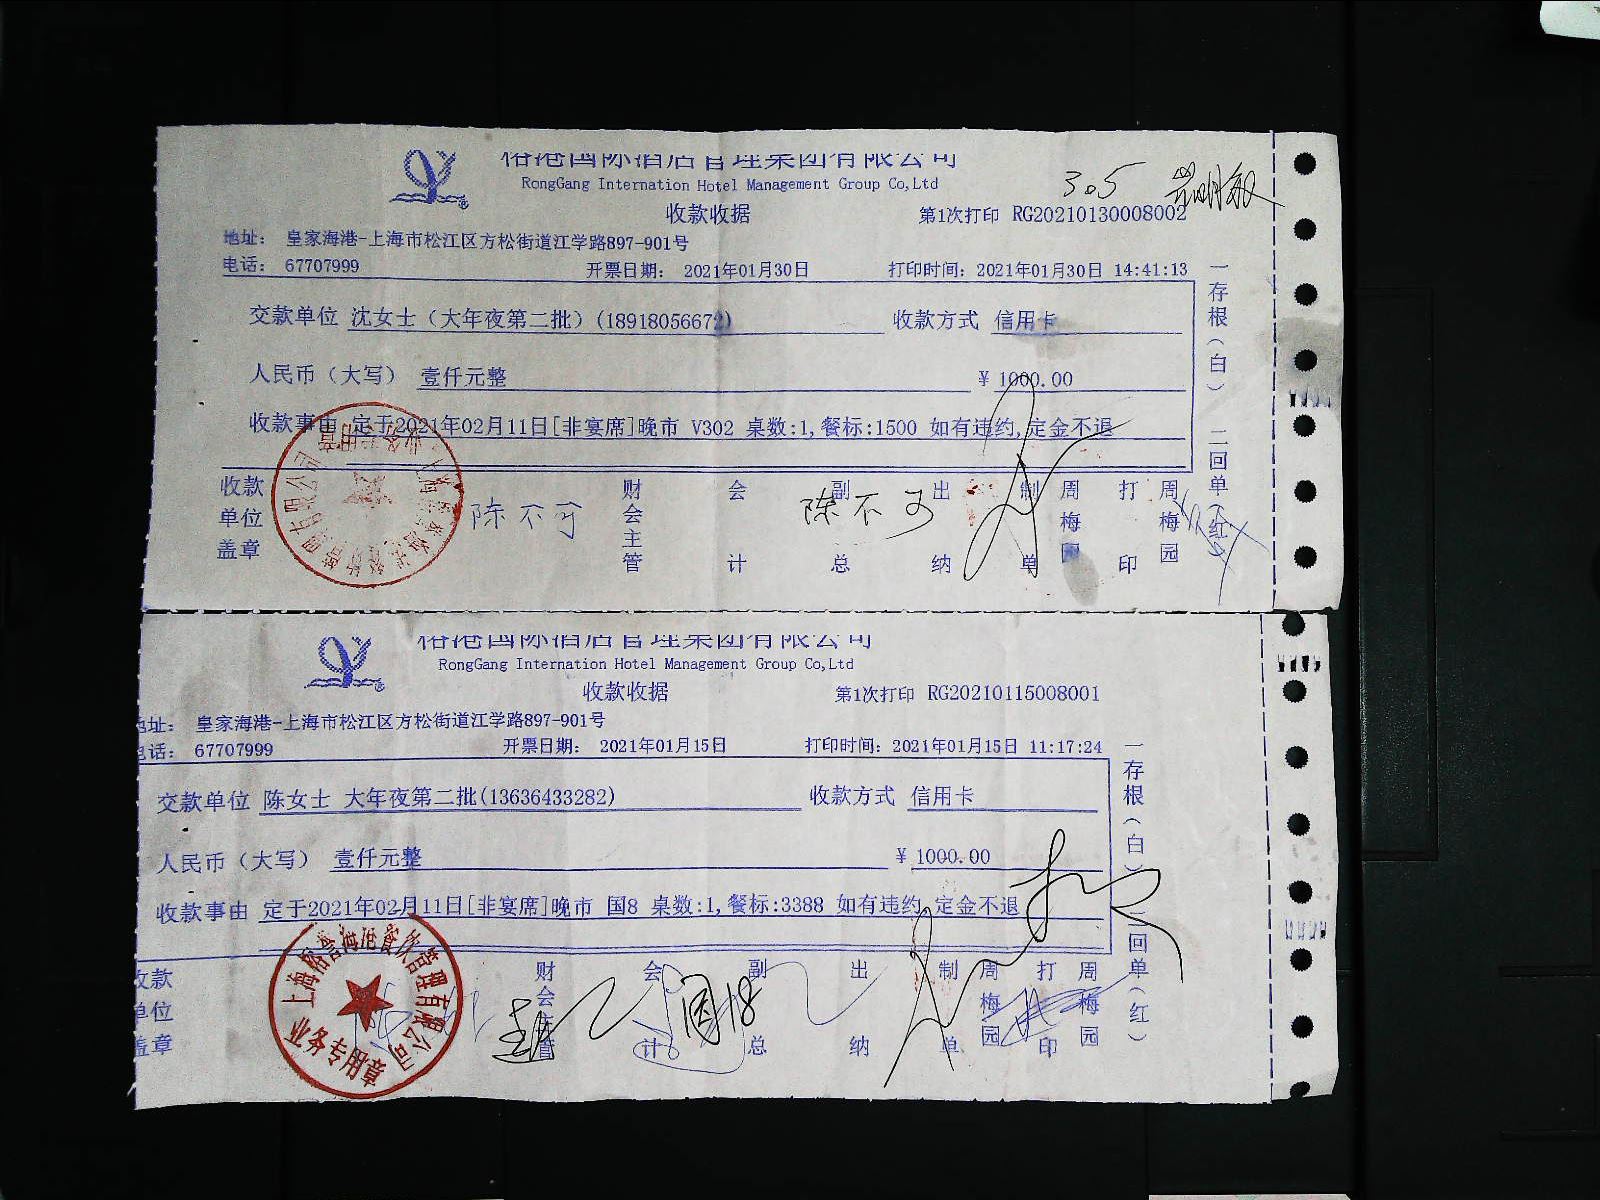 裕港国际酒店管理集团有限公司
RongGang Internation Hotel Management Group Co,Ltd
305
收款收据
第1次打印 RG20210130008002
地址: 皇家海港-上海市松江区方松街道江学路897-901号
电话: 67707999 开票日期: 2021年01月30日 打印时间: 2021年01月30日 14:41:13
交款单位 沈女士（大年夜第二批）(18918056672) 收款方式 信用卡
人民币（大写） 壹仟元整 ¥ 1000.00
收款事由 定于2021年02月11日[非宴席]晚市 V302 桌数:1,餐标:1500 如有违约,定金不退
收款单位盖章 陈不可 财会主管 会计 副总 陈不可 出纳 制单 周梅园 打印 周梅园
一存根（白） 二回单（红）
裕港国际酒店管理集团有限公司
RongGang Internation Hotel Management Group Co,Ltd
收款收据
第1次打印 RG20210115008001
地址: 皇家海港-上海市松江区方松街道江学路897-901号
电话: 67707999 开票日期: 2021年01月15日 打印时间: 2021年01月15日 11:17:24
交款单位 陈女士 大年夜第二批(13636433282) 收款方式 信用卡
人民币（大写） 壹仟元整 ¥ 1000.00
收款事由 定于2021年02月11日[非宴席]晚市 国8 桌数:1,餐标:3388 如有违约,定金不退
收款单位盖章 财会主管 会计 国18 副总 出纳 制单 周梅园 打印 周梅园
一存根（白） 二回单（红）
业务专用章